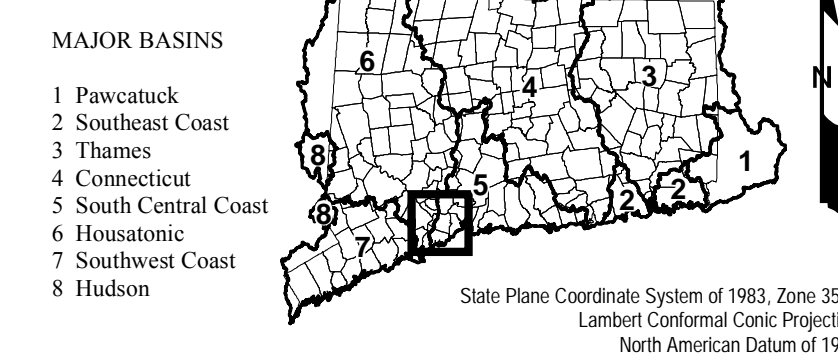 MAJOR BASINS
1 Pawcatuck
2 Southeast Coast
3 Thames
4 Connecticut
5 South Central Coast
6 Housatonic
7 Southwest Coast
8 Hudson
6
4
3
N
8
1
5
2
2
8
7
State Plane Coordinate System of 1983, Zone 35
Lambert Conformal Conic Projecti
North American Datum of 19